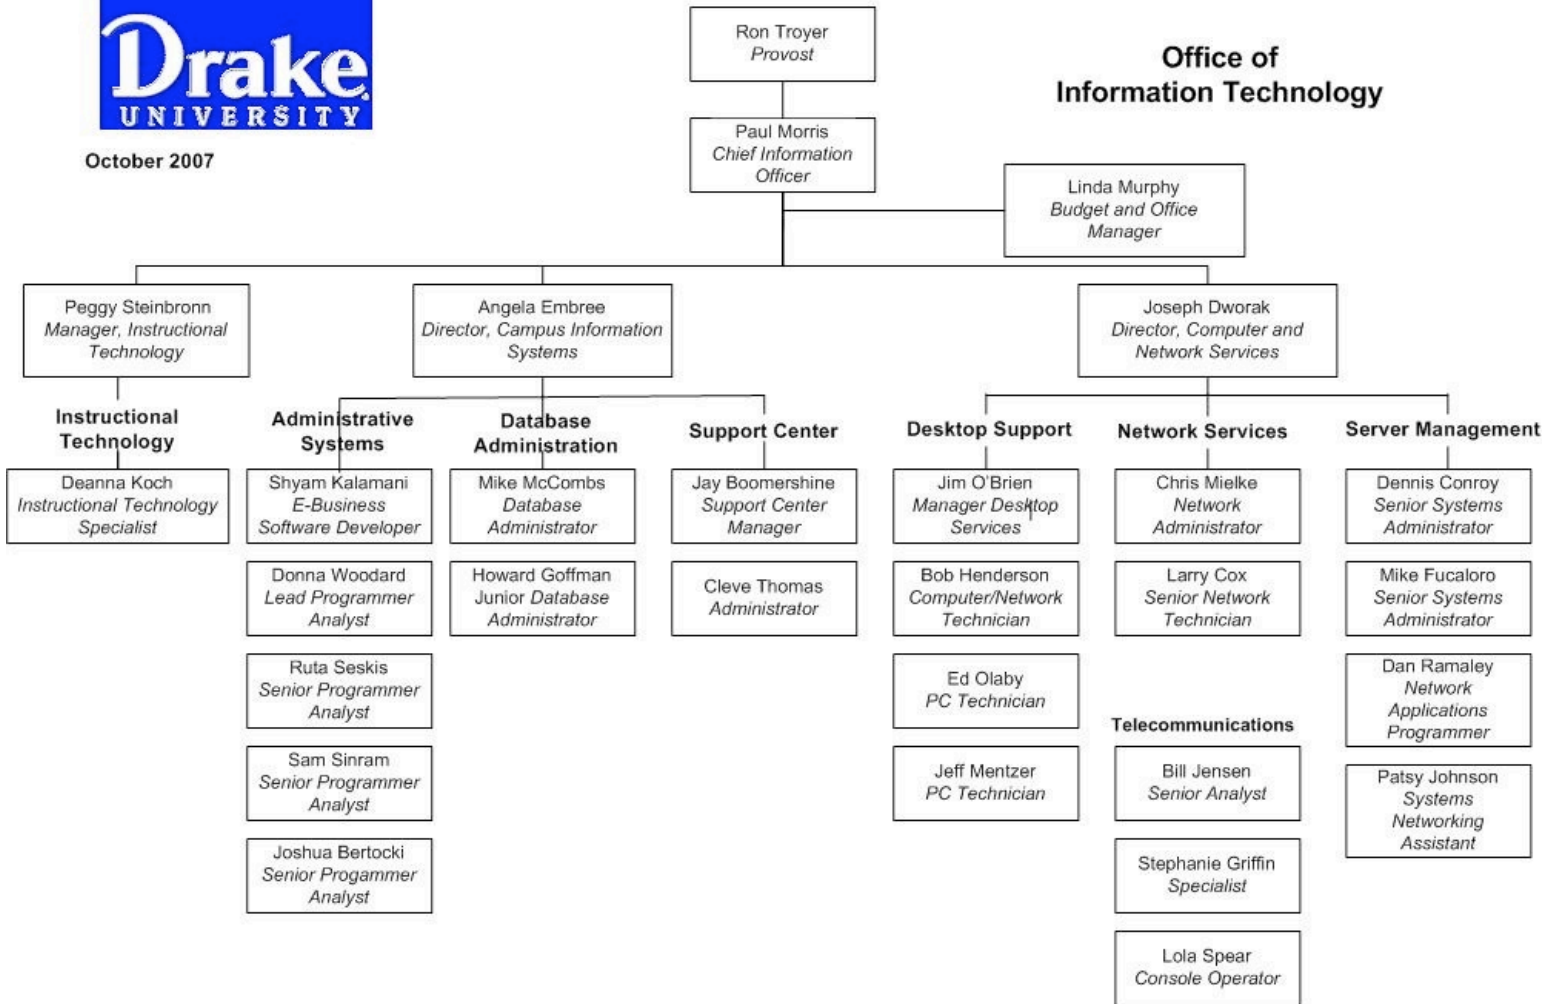 Drake
UNIVERSITY
October 2007
Office of
Information Technology
Ron Troyer
Provost
Paul Morris
Chief Information
Officer
Linda Murphy
Budget and Office
Manager
Peggy Steinbronn
Manager, Instructional
Technology
Angela Embree
Director, Campus Information
Systems
Joseph Dworak
Director, Computer and
Network Services
Instructional
Technology
Deanna Koch
Instructional Technology
Specialist
Administrative
Systems
Shyam Kalamani
E-Business
Software Developer
Donna Woodard
Lead Programmer
Analyst
Ruta Seskis
Senior Programmer
Analyst
Sam Sinram
Senior Programmer
Analyst
Joshua Bertocki
Senior Progammer
Analyst
Database
Administration
Mike McCombs
Database
Administrator
Howard Goffman
Junior Database
Administrator
Support Center
Jay Boomershine
Support Center
Manager
Cleve Thomas
Administrator
Desktop Support
Jim O'Brien
Manager Desktop
Services
Bob Henderson
Computer/Network
Technician
Ed Olaby
PC Technician
Jeff Mentzer
PC Technician
Network Services
Chris Mielke
Network
Administrator
Larry Cox
Senior Network
Technician
Telecommunications
Bill Jensen
Senior Analyst
Stephanie Griffin
Specialist
Lola Spear
Console Operator
Server Management
Dennis Conroy
Senior Systems
Administrator
Mike Fucaloro
Senior Systems
Administrator
Dan Ramaley
Network
Applications
Programmer
Patsy Johnson
Systems
Networking
Assistant